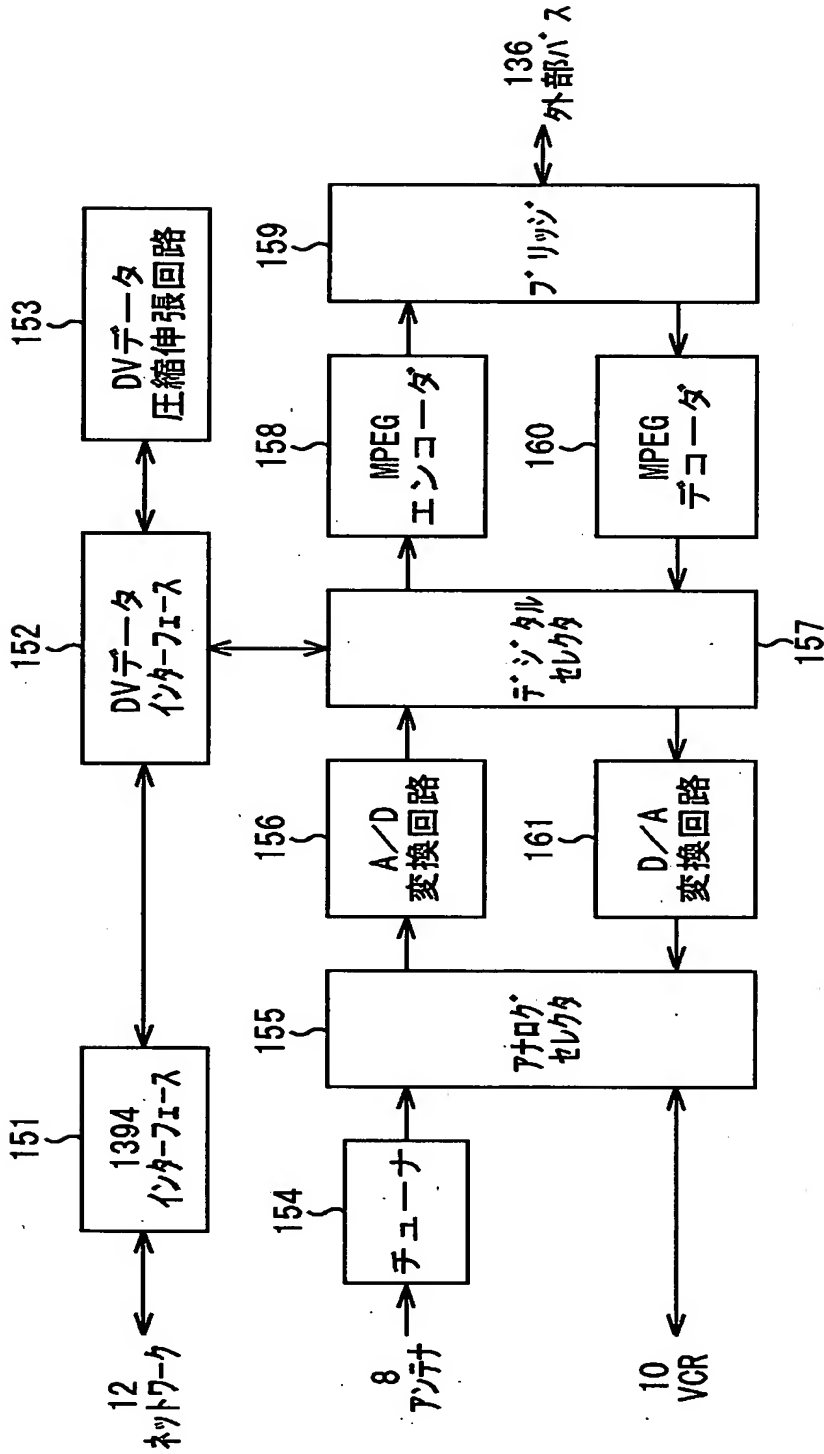 151
1394
インターフェース
12
ネットワーク
152
DVデータ
インターフェース
153
DVデータ
圧縮伸張回路
8
アンテナ
154
チューナ
155
アナログ
セレクタ
156
A/D
変換回路
157
デジタル
セレクタ
158
MPEG
エンコーダ
159
ブリッジ
136
外部バス
10
VCR
161
D/A
変換回路
160
MPEG
デコーダ